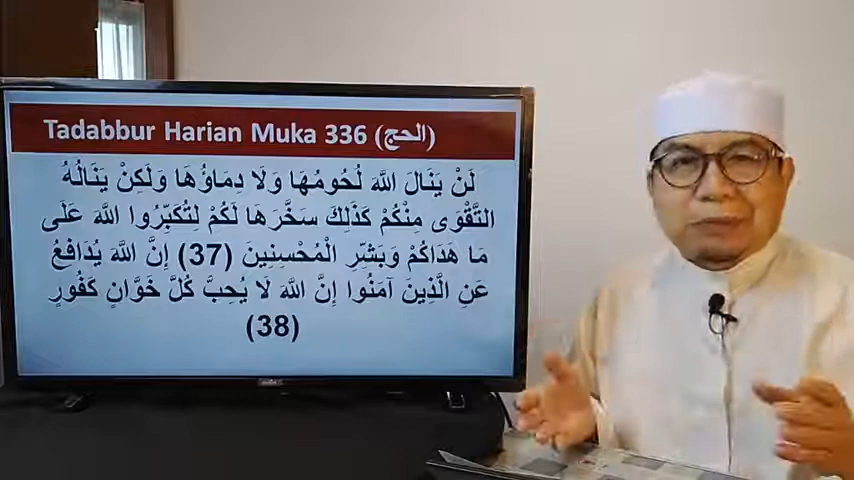 Tadabbur Harian Muka 336 (الحج)
لَنْ يَنَالَ اللَّهَ لُحُومُهَا وَلَا دِمَاؤُهَا وَلَكِنْ يَنَالُهُ
التَّقْوَى مِنْكُمْ كَذَلِكَ سَخَّرَهَا لَكُمْ لِتُكَبِّرُوا اللَّهَ عَلَى
مَا هَدَاكُمْ وَبَشِّرِ الْمُحْسِنِينَ (37) إِنَّ اللَّهَ يُدَافِعُ
عَنِ الَّذِينَ آمَنُوا إِنَّ اللَّهَ لَا يُحِبُّ كُلَّ خَوَّانٍ كَفُورٍ
(38)